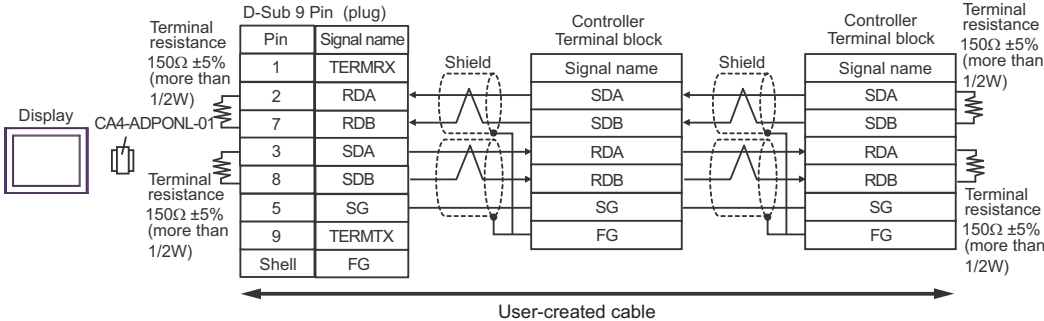 D-Sub 9 Pin (plug)
Terminal
resistance
150Ω ±5%
(more than
1/2W)
Pin Signal name
1 TERMRX
2 RDA
7 RDB
3 SDA
8 SDB
5 SG
9 TERMTX
Shell FG
Display
CA4-ADPONL-01
Terminal
resistance
150Ω ±5%
(more than
1/2W)
Shield
Controller
Terminal block
Signal name
SDA
SDB
RDA
RDB
SG
FG
Shield
Controller
Terminal block
Signal name
SDA
SDB
RDA
RDB
SG
FG
Terminal
resistance
150Ω ±5%
(more than
1/2W)
Terminal
resistance
150Ω ±5%
(more than
1/2W)
User-created cable